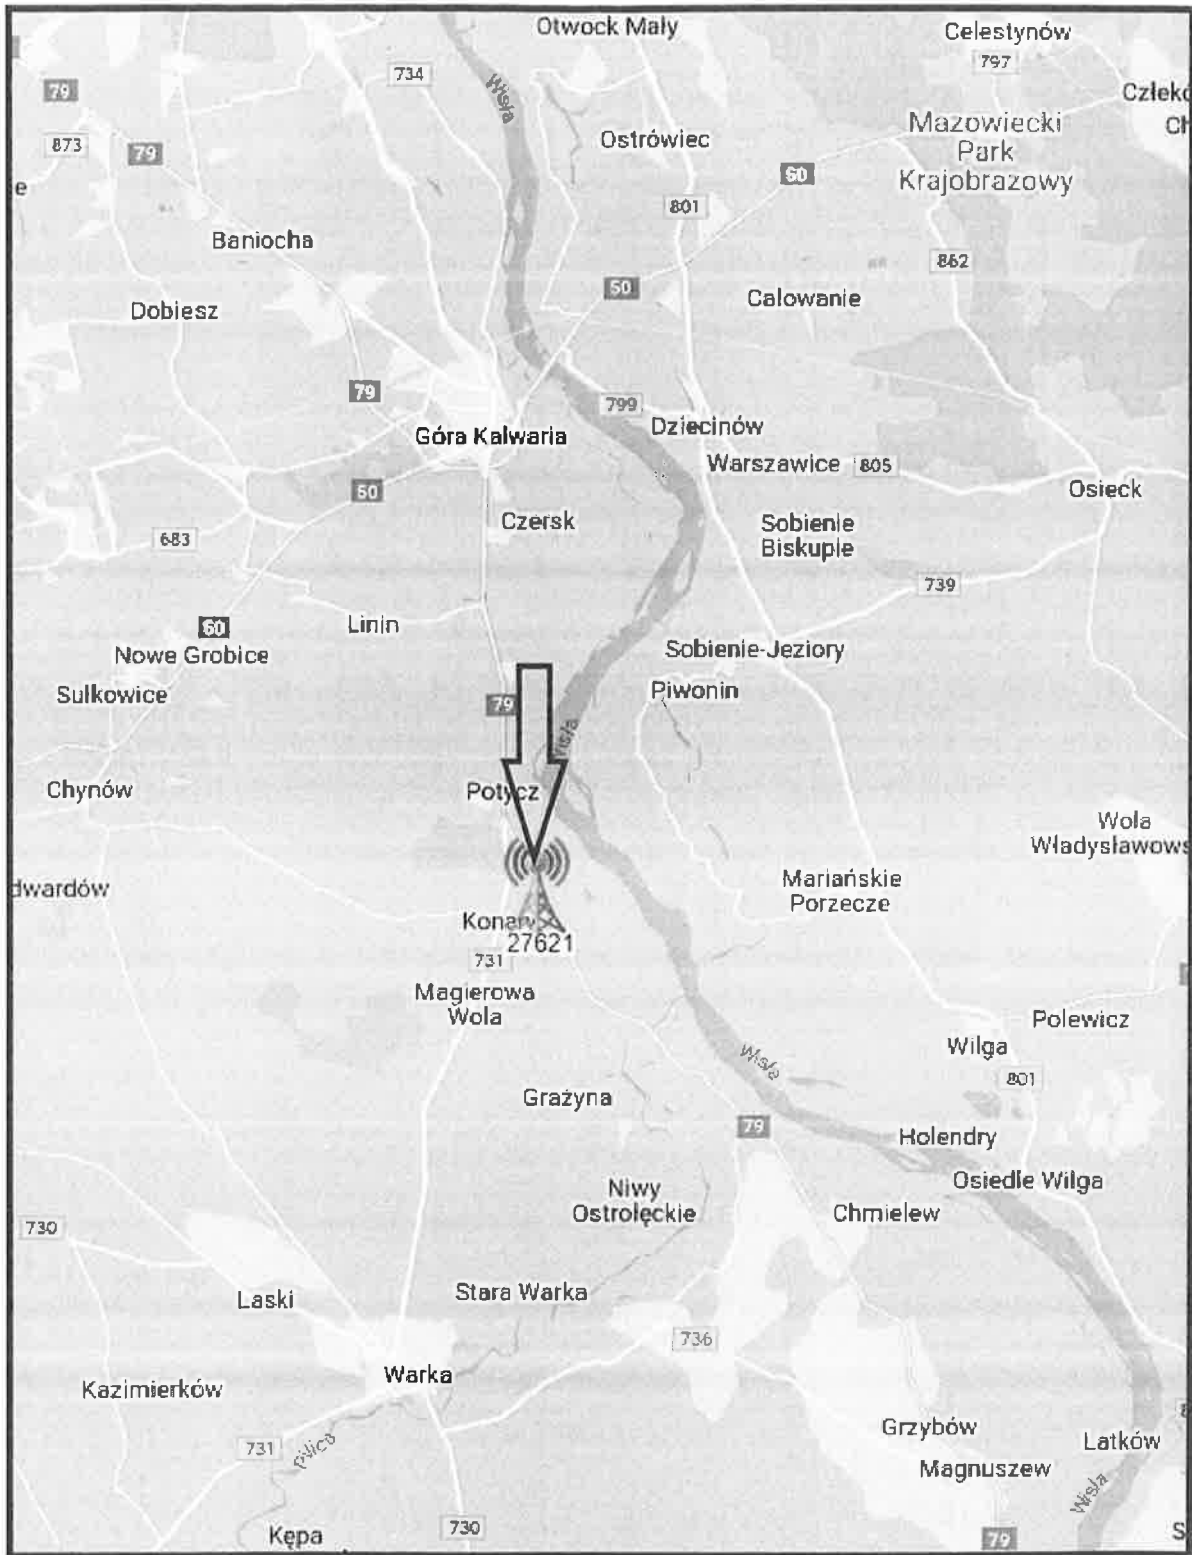 Otwock Mały
Celestynów
797
734
79
Wisła
873
79
Ostrówiec
Mazowiecki
Park
Krajobrazowy
50
e
801
Baniocha
862
50
Całowanie
Dobiesz
79
799
Dziecinów
Góra Kalwaria
Warszawice
805
50
Osieck
Czersk
Sobienie
Biskupie
683
739
Linin
50
Nowe Grobice
Sobienie-Jeziory
Sułkowice
Piwonin
79
Wisła
Chynów
Potycz
Wola
Władysławows
dwardów
Mariańskie
Porzecze
Konary
27621
731
Magierowa
Wola
Polewicz
Wilga
Wisła
801
Grażyna
79
Holendry
Osiedle Wilga
Niwy
Ostrołęckie
Chmielew
730
Laski
Stara Warka
736
Warka
Kazimierków
Grzybów
731
Pilica
Latków
Magnuszew
Wisła
Kępa
730
79
S